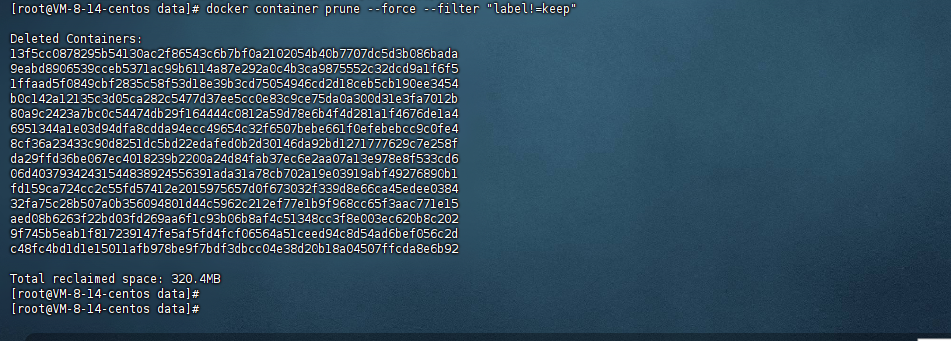 [root@VM-8-14-centos data]# docker container prune --force --filter "label!=keep"
Deleted Containers:
13f5cc0878295b54130ac2f86543c6b7bf0a2102054b40b7707dc5d3b086bada
9eabd8906539cceb5371ac99b6114a87e292a0c4b3ca9875552c32dcd9a1f6f5
1ffaad5f0849cbf2835c58f53d18e39b3cd75054946cd2d18ceb5cb190ee3454
b0c142a12135c3d05ca282c5477d37ee5cc0e83c9ce75da0a300d31e3fa7012b
80a9c2423a7bc0c54474db29f164444c0812a59d78e6b4f4d281a1f4676de1a4
6951344a1e03d94dfa8cdda94ecc49654c32f6507bebe661f0efebebcc9c0fe4
8cf36a23433c90d8251dc5bd22edafed0b2d30146da92bd1271777629c7e258f
da29ffd36be067ec4018239b2200a24d84fab37ec6e2aa07a13e978e8f533cd6
06d4037934243154483892455639 1ada31a78cb702a19e03919abf49276890b1
fd159ca724cc2c55fd57412e2015975657d0f673032f339d8e66ca45edee0384
32fa75c28b507a0b356094801d44c5962c212ef77e1b9f968cc65f3aac771e15
aed08b6263f22bd03fd269aa6f1c93b06b8af4c51348cc3f8e003ec620b8c202
9f745b5eab1f817239147fe5af5fd4fcf06564a51ceed94c8d54ad6bef056c2d
c48fc4bd1d1e15011afb978be9f7bdf3dbcc04e38d20b18a04507ffcda8e6b92
Total reclaimed space: 320.4MB
[root@VM-8-14-centos data]#
[root@VM-8-14-centos data]#